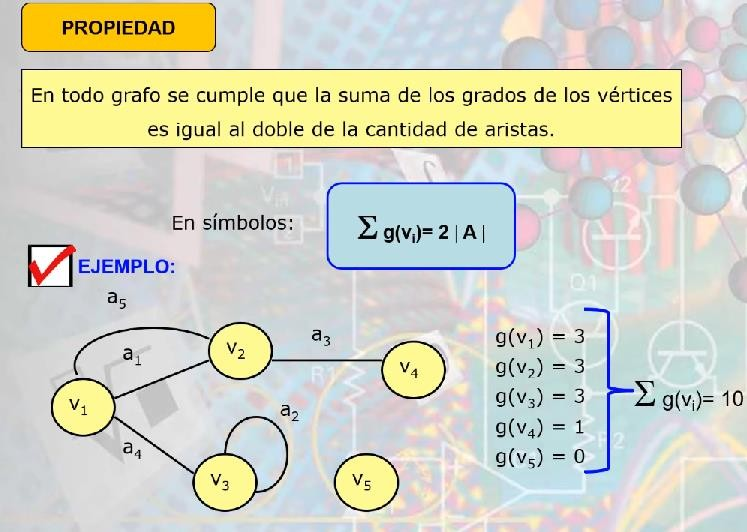 PROPIEDAD
En todo grafo se cumple que la suma de los grados de los vértices
es igual al doble de la cantidad de aristas.
En símbolos:
∑ g(vᵢ)= 2 | A |
EJEMPLO:
a₅
a₁
v₂
a₃
v₄
v₁
a₂
a₄
v₃
v₅
g(v₁) = 3
g(v₂) = 3
g(v₃) = 3
g(v₄) = 1
g(v₅) = 0
∑ g(vᵢ)= 10
R1
Q1